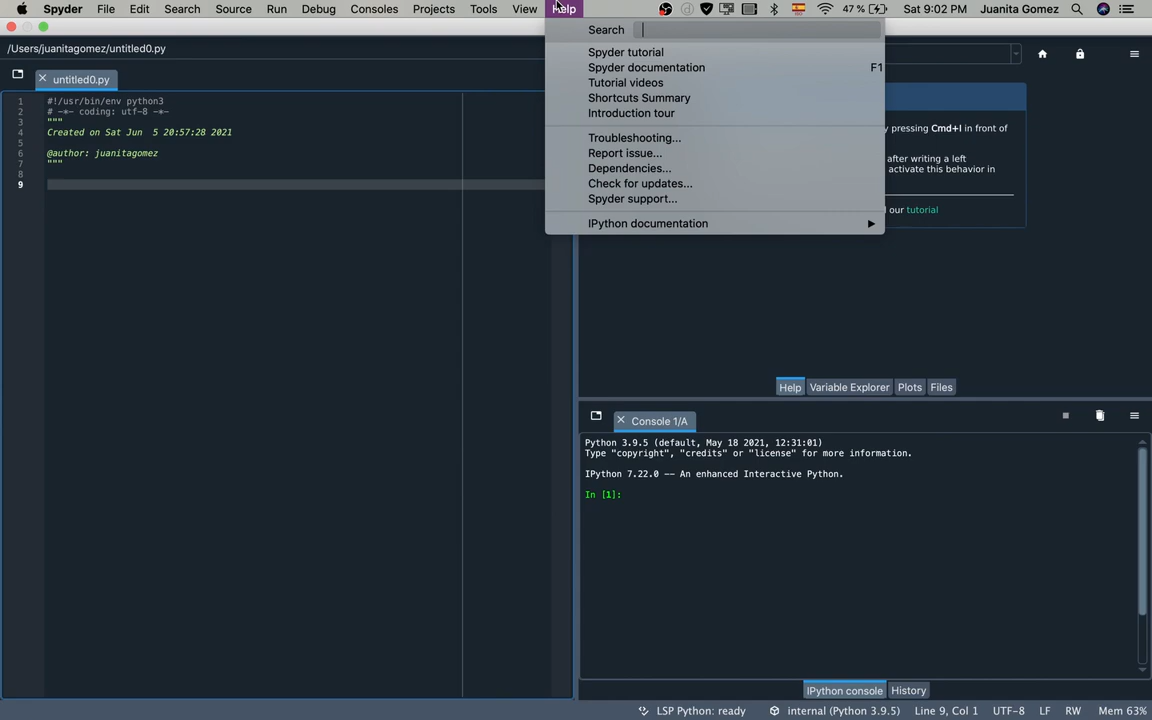 Spyder File Edit Search Source Run Debug Consoles Projects Tools View Help 47 % Sat 9:02 PM Juanita Gomez
/Users/juanitagomez/untitled0.py
untitled0.py
1 #!/usr/bin/env python3
2 # -*- coding: utf-8 -*-
3 """
4 Created on Sat Jun  5 20:57:28 2021
5
6 @author: juanitagomez
7 """
8
9
Search
Spyder tutorial
Spyder documentation F1
Tutorial videos
Shortcuts Summary
Introduction tour
Troubleshooting...
Report issue...
Dependencies...
Check for updates...
Spyder support...
IPython documentation
y pressing Cmd+I in front of
after writing a left
activate this behavior in
our tutorial
Help Variable Explorer Plots Files
Console 1/A
Python 3.9.5 (default, May 18 2021, 12:31:01)
Type "copyright", "credits" or "license" for more information.
IPython 7.22.0 -- An enhanced Interactive Python.
In [1]:
IPython console History
LSP Python: ready internal (Python 3.9.5) Line 9, Col 1 UTF-8 LF RW Mem 63%